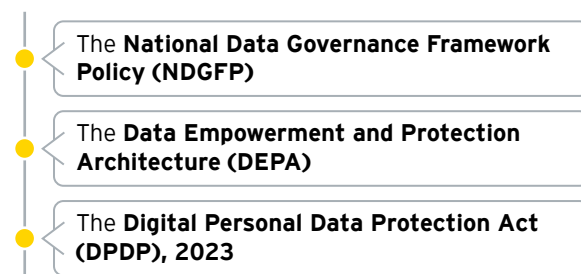 The National Data Governance Framework
Policy (NDGFP)
The Data Empowerment and Protection
Architecture (DEPA)
The Digital Personal Data Protection Act
(DPDP), 2023